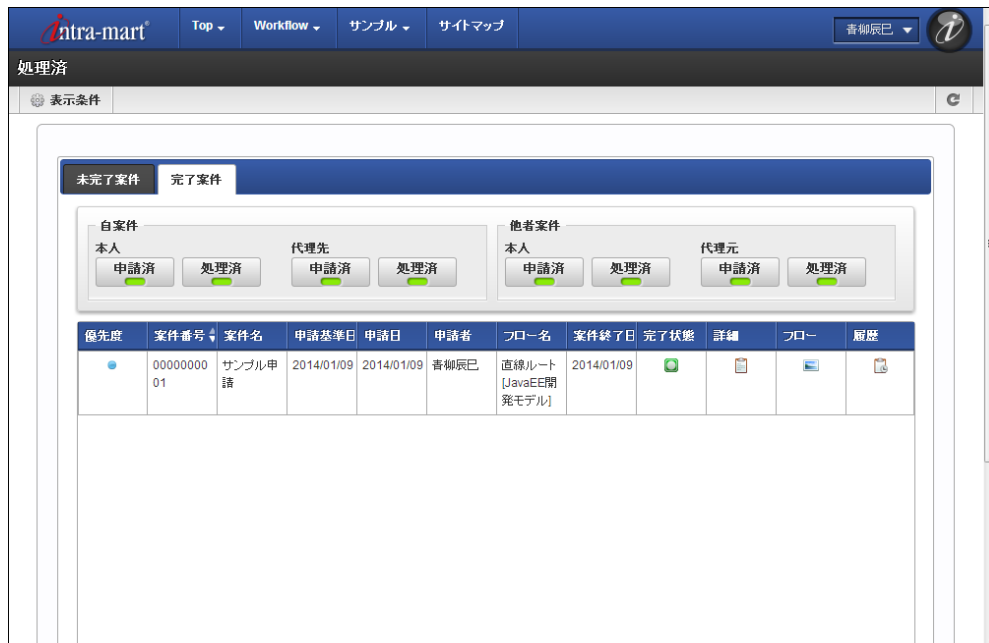 intra-mart® Top Workflow サンプル サイトマップ 青柳辰巳
処理済
表示条件
未完了案件 完了案件
自案件 他者案件
本人 代理先 本人 代理元
申請済 処理済 申請済 処理済 申請済 処理済 申請済 処理済
優先度 案件番号 案件名 申請基準日 申請日 申請者 フロー名 案件終了日 完了状態 詳細 フロー 履歴
00000000 サンプル申 2014/01/09 2014/01/09 青柳辰巳 直線ルート 2014/01/09
01 請 [JavaEE開
発モデル]